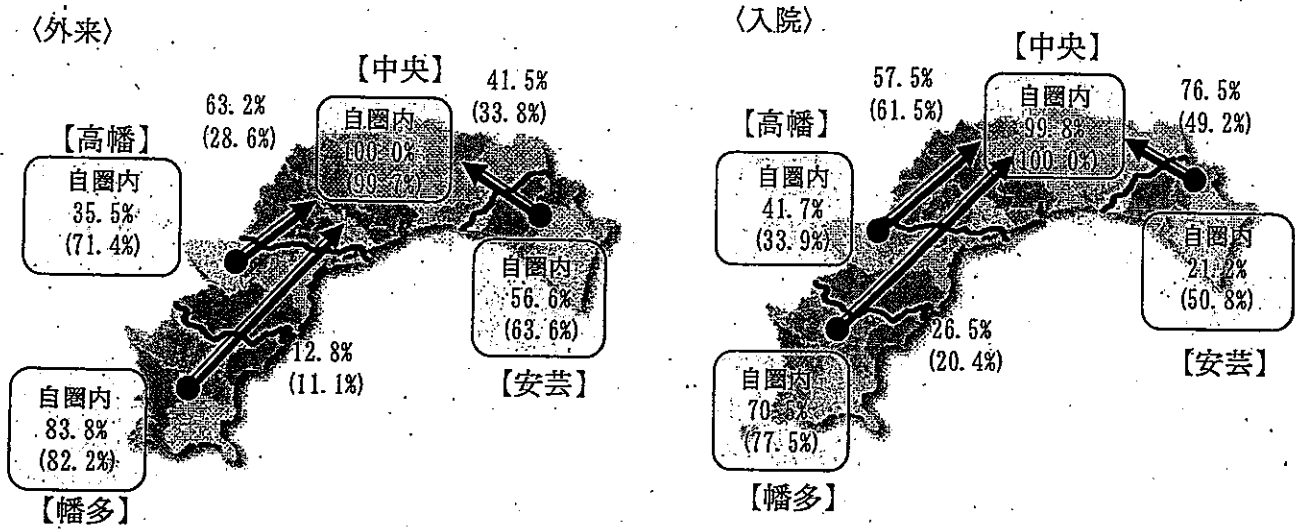 〈外来〉
【中央】
自圏内
100.0%
(99.7%)
41.5%
(33.8%)
63.2%
(28.6%)
【高幡】
自圏内
35.5%
(71.4%)
自圏内
56.6%
(63.6%)
【安芸】
12.8%
(11.1%)
自圏内
83.8%
(82.2%)
【幡多】
〈入院〉
【中央】
自圏内
99.8%
(100.0%)
57.5%
(61.5%)
76.5%
(49.2%)
【高幡】
自圏内
41.7%
(33.9%)
自圏内
21.2%
(50.8%)
【安芸】
26.5%
(20.4%)
自圏内
70.5%
(77.5%)
【幡多】